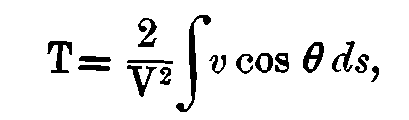 T = 2/V² ∫ v cos θ ds,